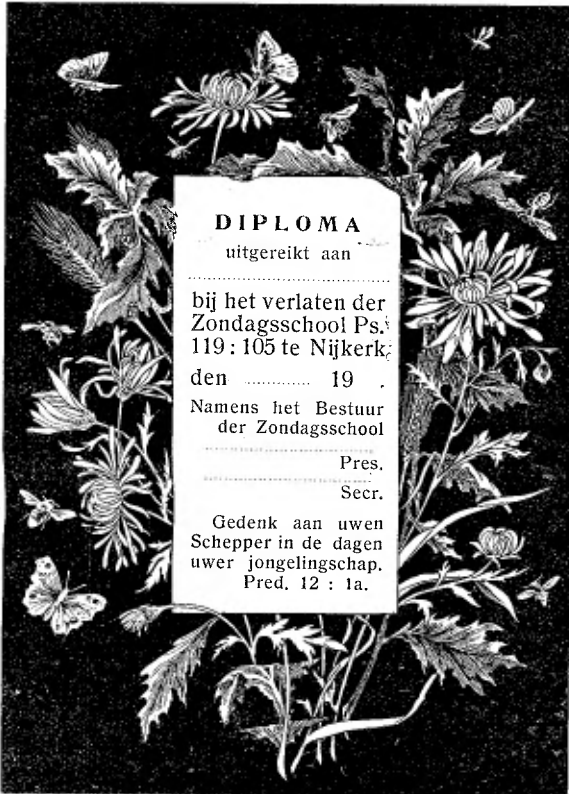 DIPLOMA
uitgereikt aan
bij het verlaten der
Zondagsschool Ps.
119 : 105 te Nijkerk,
den ............ 19 .
Namens het Bestuur
der Zondagsschool
Pres.
Secr.
Gedenk aan uwen
Schepper in de dagen
uwer jongelingschap.
Pred. 12 : 1a.